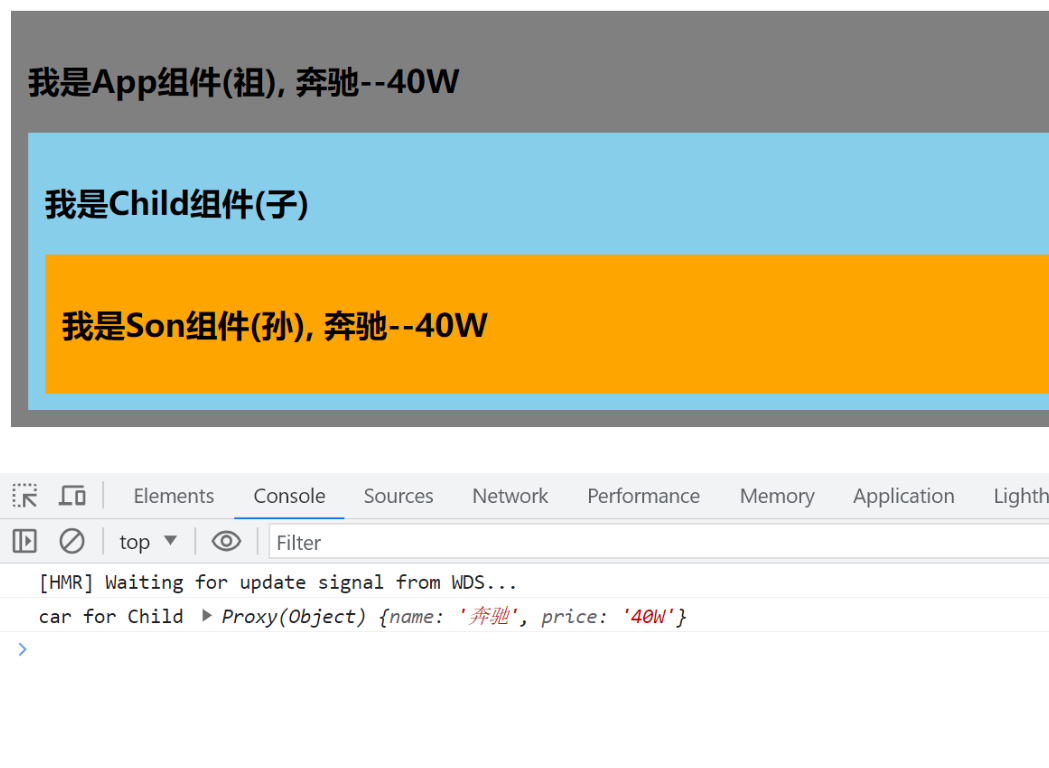 我是App组件(祖), 奔驰--40W
我是Child组件(子)
我是Son组件(孙), 奔驰--40W
Elements Console Sources Network Performance Memory Application Lighth
top Filter
[HMR] Waiting for update signal from WDS...
car for Child Proxy(Object) {name: '奔驰', price: '40W'}